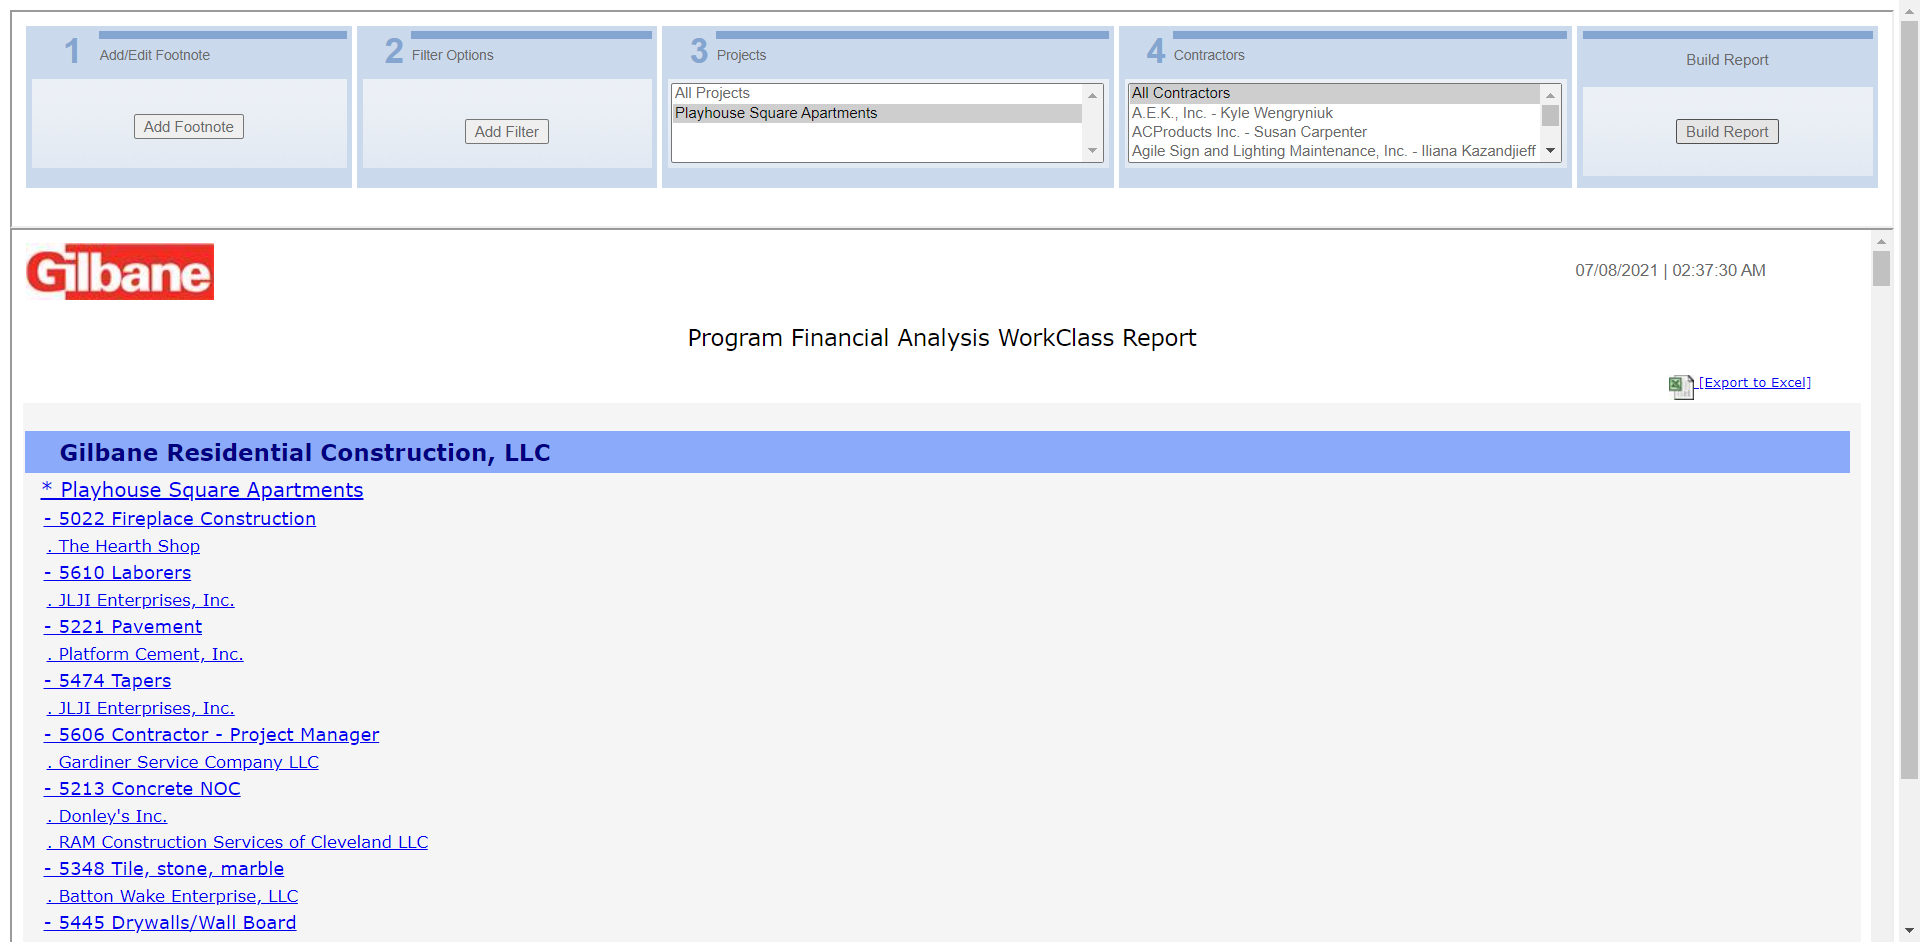 1 Add/Edit Footnote
Add Footnote
2 Filter Options
Add Filter
3 Projects
All Projects
Playhouse Square Apartments
4 Contractors
All Contractors
A.E.K., Inc. - Kyle Wengryniuk
ACProducts Inc. - Susan Carpenter
Agile Sign and Lighting Maintenance, Inc. - Iliana Kazandjieff
Build Report
Build Report
Gilbane
07/08/2021 | 02:37:30 AM
Program Financial Analysis WorkClass Report
[Export to Excel]
Gilbane Residential Construction, LLC
* Playhouse Square Apartments
- 5022 Fireplace Construction
. The Hearth Shop
- 5610 Laborers
. JLJI Enterprises, Inc.
- 5221 Pavement
. Platform Cement, Inc.
- 5474 Tapers
. JLJI Enterprises, Inc.
- 5606 Contractor - Project Manager
. Gardiner Service Company LLC
- 5213 Concrete NOC
. Donley's Inc.
. RAM Construction Services of Cleveland LLC
- 5348 Tile, stone, marble
. Batton Wake Enterprise, LLC
- 5445 Drywalls/Wall Board